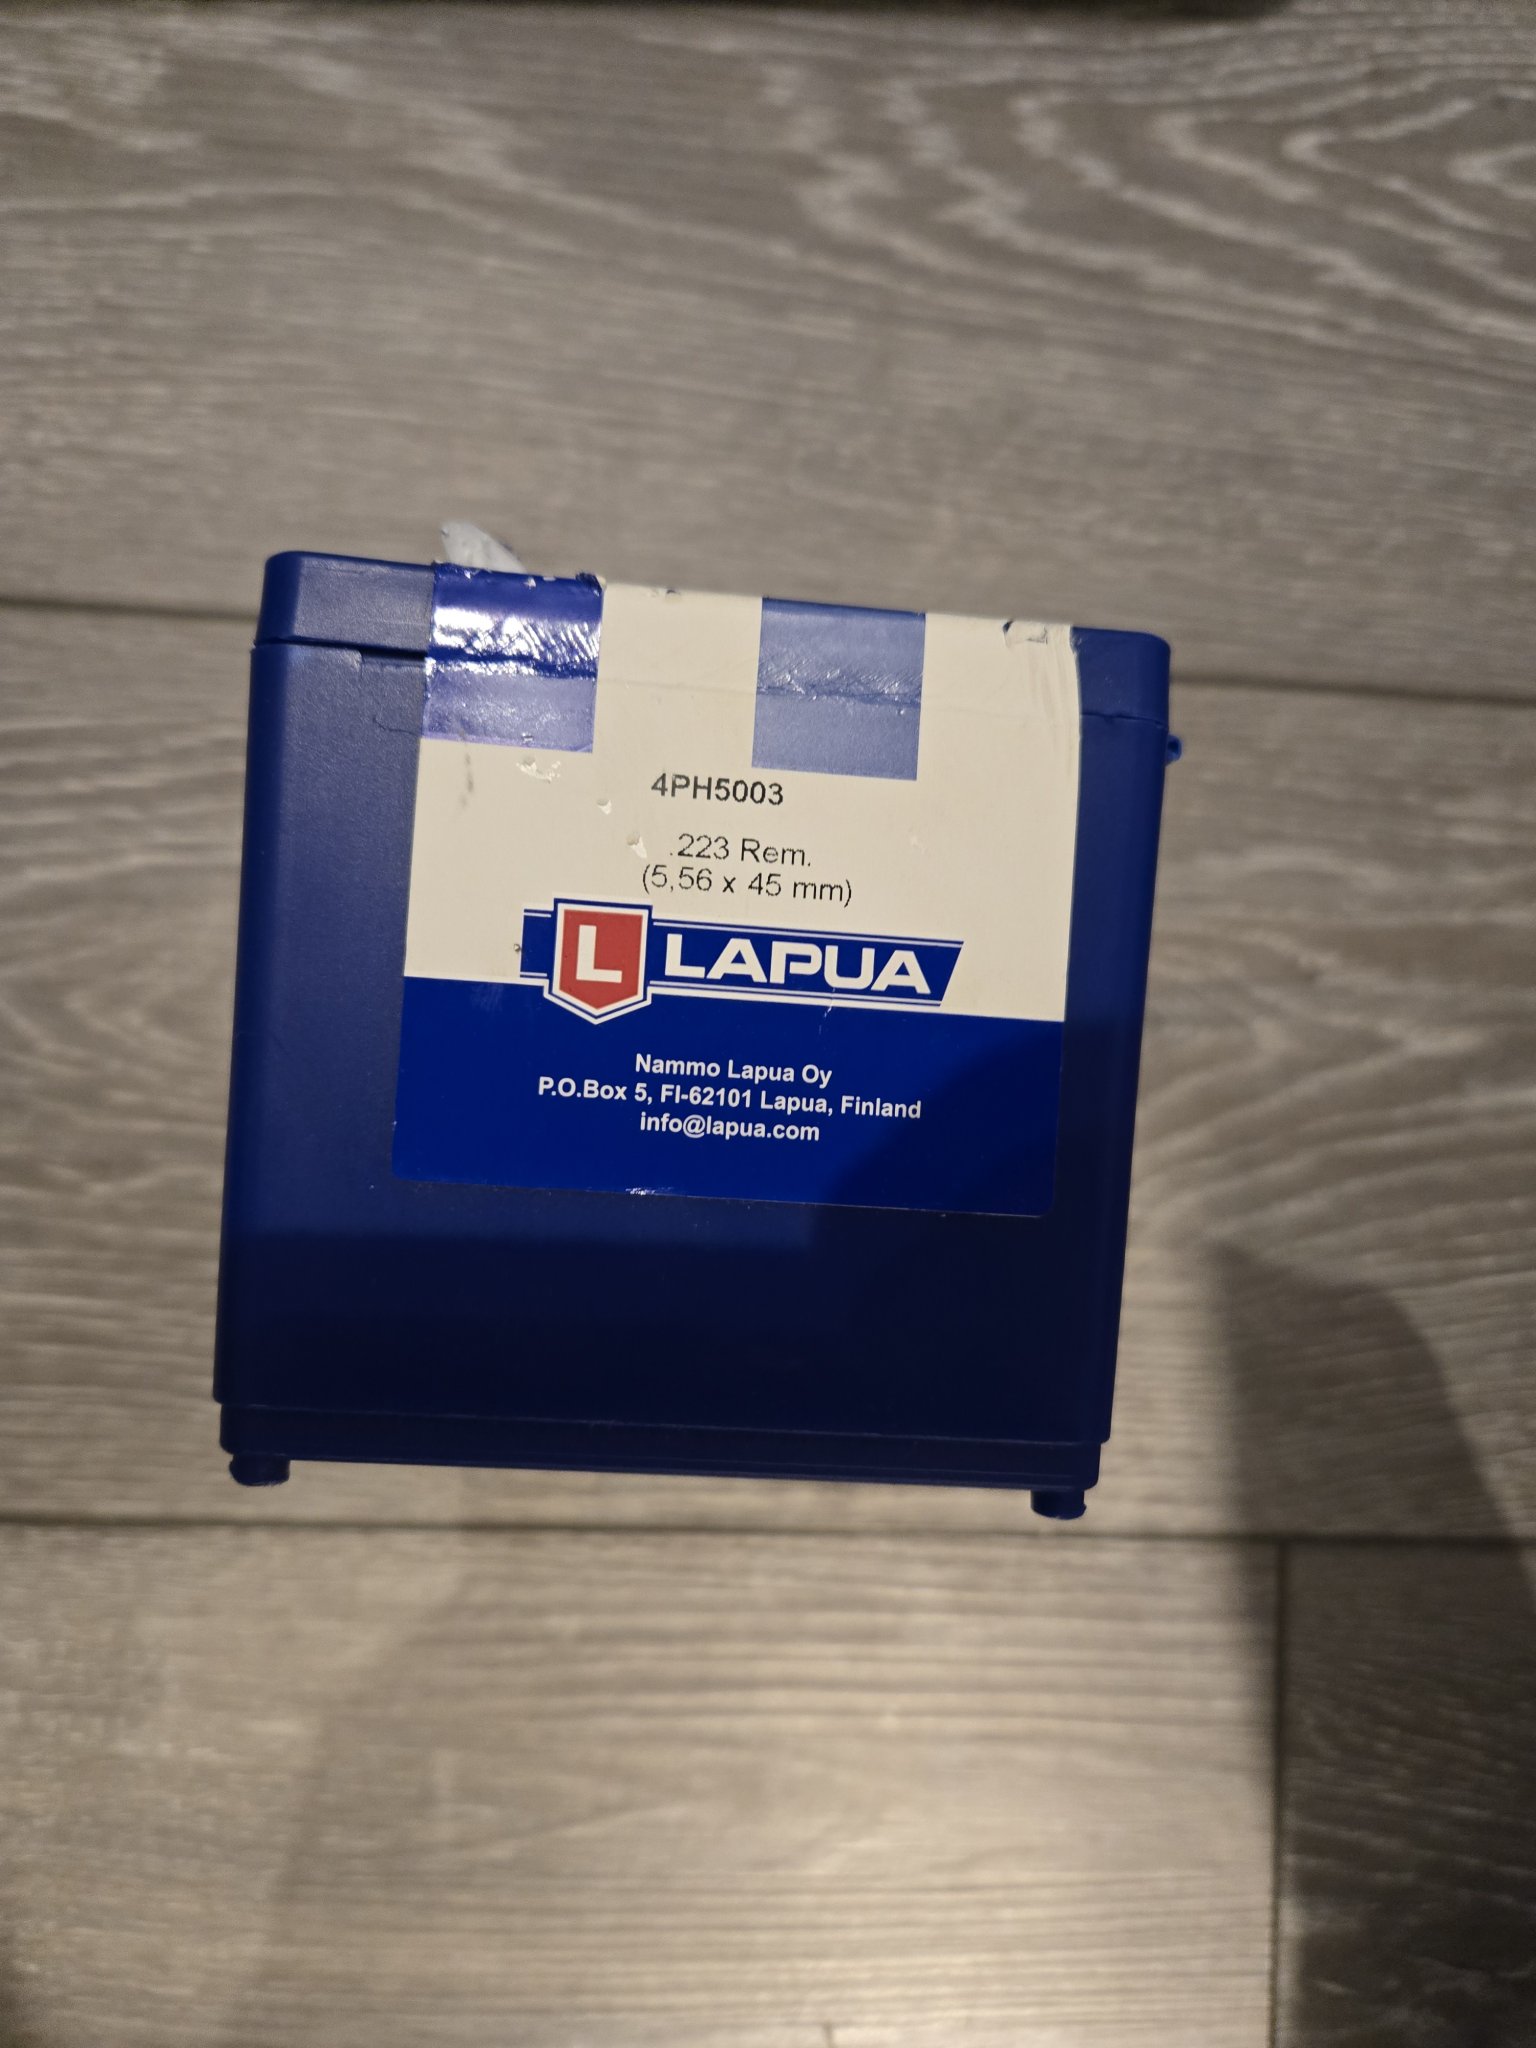 4PH5003
.223 Rem.
(5,56 x 45 mm)
L LAPUA
Nammo Lapua Oy
P.O.Box 5, FI-62101 Lapua, Finland
info@lapua.com